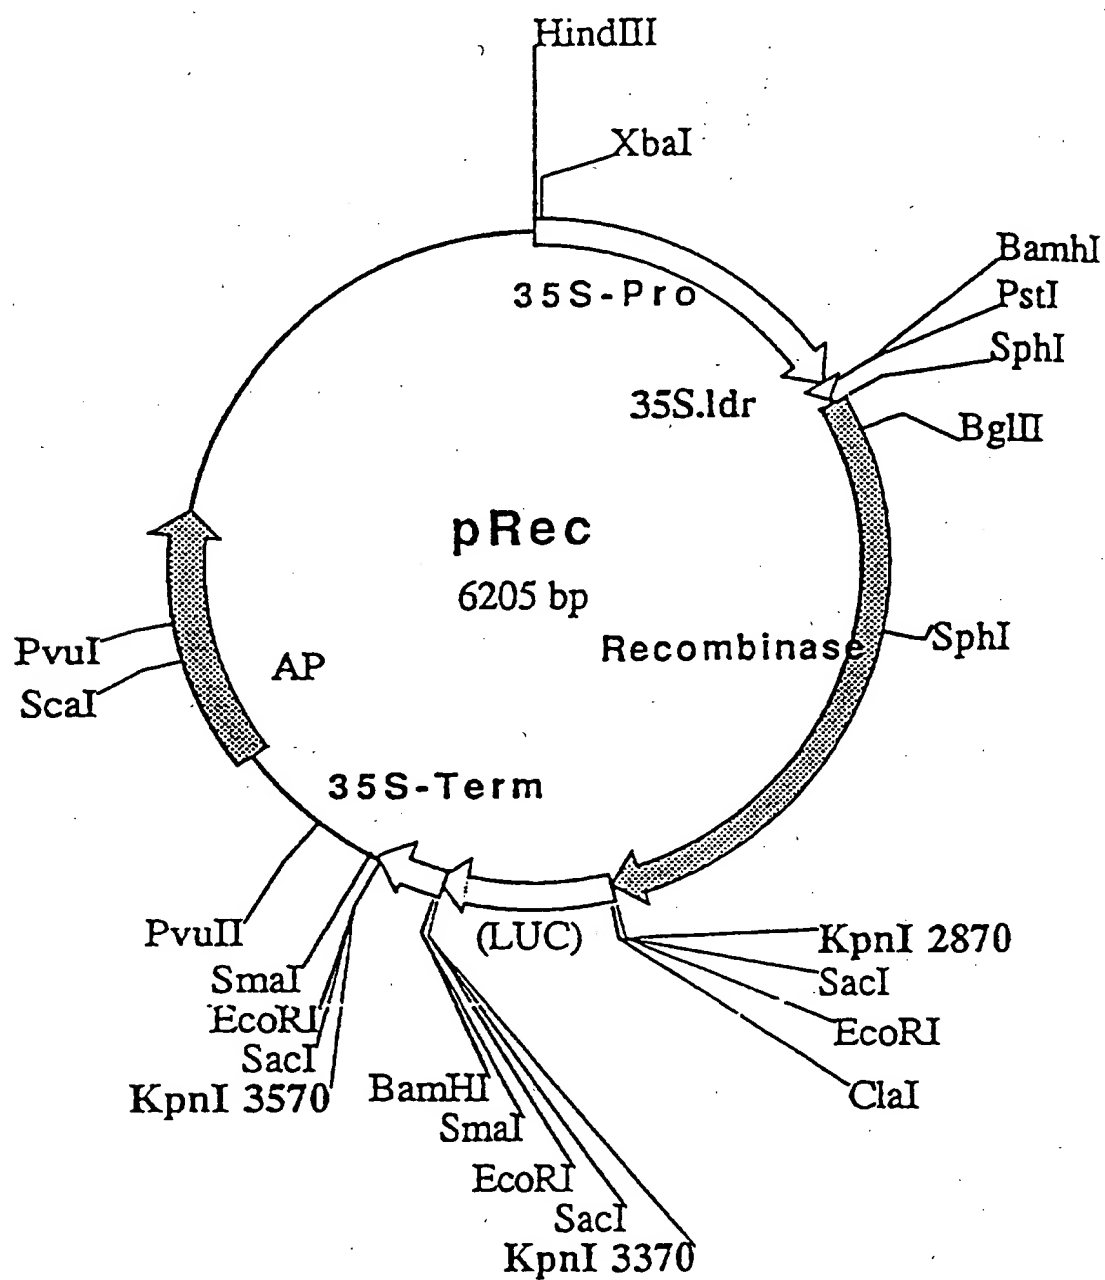 HindIII
XbaI
BamhI
PstI
35S-Pro
SphI
35S.ldr
BglII
pRec
6205 bp
Recombinase
SphI
PvuI
AP
ScaI
35S-Term
PvuII
(LUC)
KpnI 2870
SmaI
SacI
EcoRI
EcoRI
SacI
KpnI 3570
BamHI
ClaI
SmaI
EcoRI
SacI
KpnI 3370